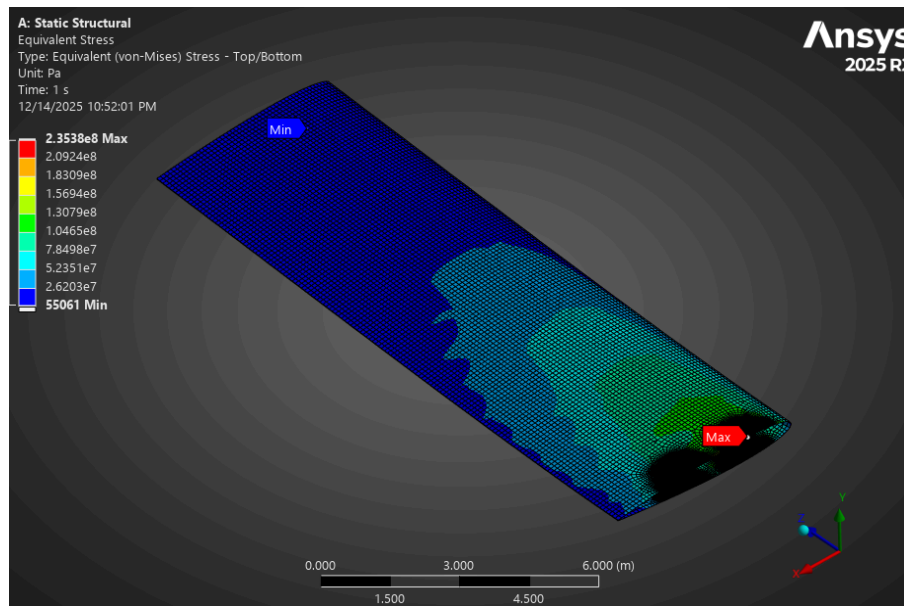 A: Static Structural
Equivalent Stress
Type: Equivalent (von-Mises) Stress - Top/Bottom
Unit: Pa
Time: 1 s
12/14/2025 10:52:01 PM
Ansys
2025 R
Min
2.3538e8 Max
2.0924e8
1.8309e8
1.5694e8
1.3079e8
1.0465e8
7.8498e7
5.2351e7
2.6203e7
55061 Min
Max
Y
Z
X
0.000 3.000 6.000 (m)
1.500 4.500